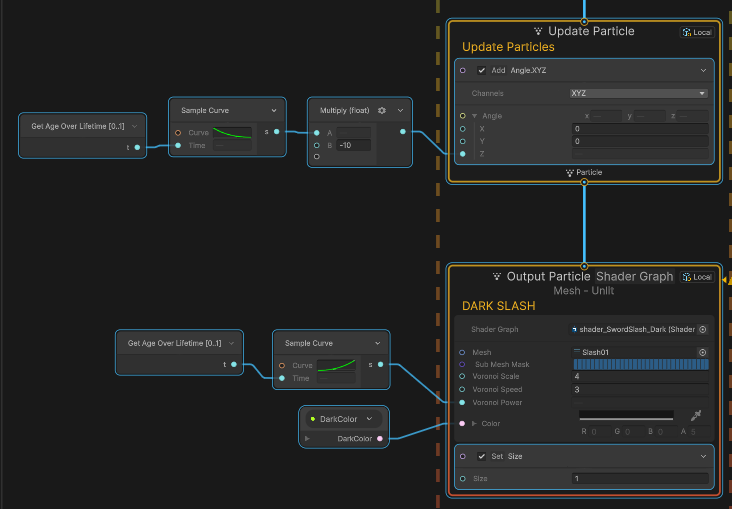 Update Particle
Local
Update Particles
Add Angle.XYZ
Channels XYZ
Angle x y z
X 0
Y 0
Z
Particle
Get Age Over Lifetime [0..1]
t
Sample Curve
Curve s
Time
Multiply (float)
A
B -10
Output Particle Shader Graph
Local
Mesh - Unlit
DARK SLASH
Shader Graph shader_SwordSlash_Dark (Shader
Mesh Slash01
Sub Mesh Mask
Voronoi Scale 4
Voronoi Speed 3
Voronoi Power
Color
R 0 G 0 B 0 A 5
Set Size
Size 1
Get Age Over Lifetime [0..1]
t
Sample Curve
Curve s
Time
DarkColor
DarkColor